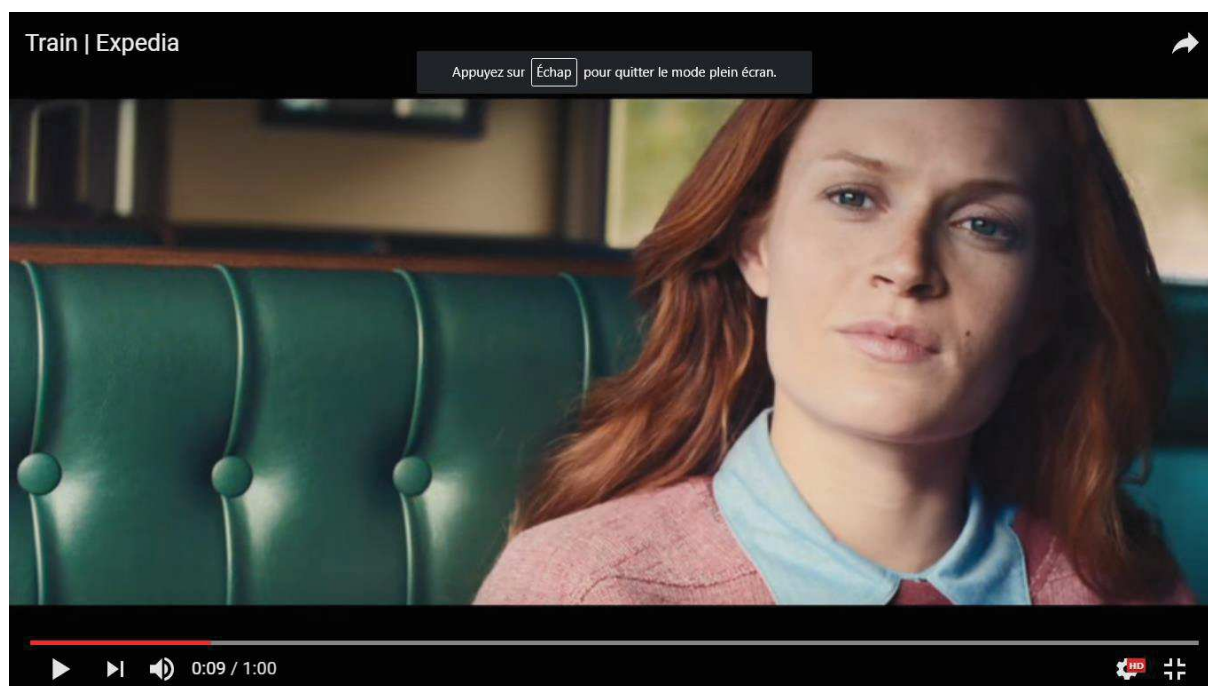 Train | Expedia
Appuyez sur Échap pour quitter le mode plein écran.
0:09 / 1:00
HD